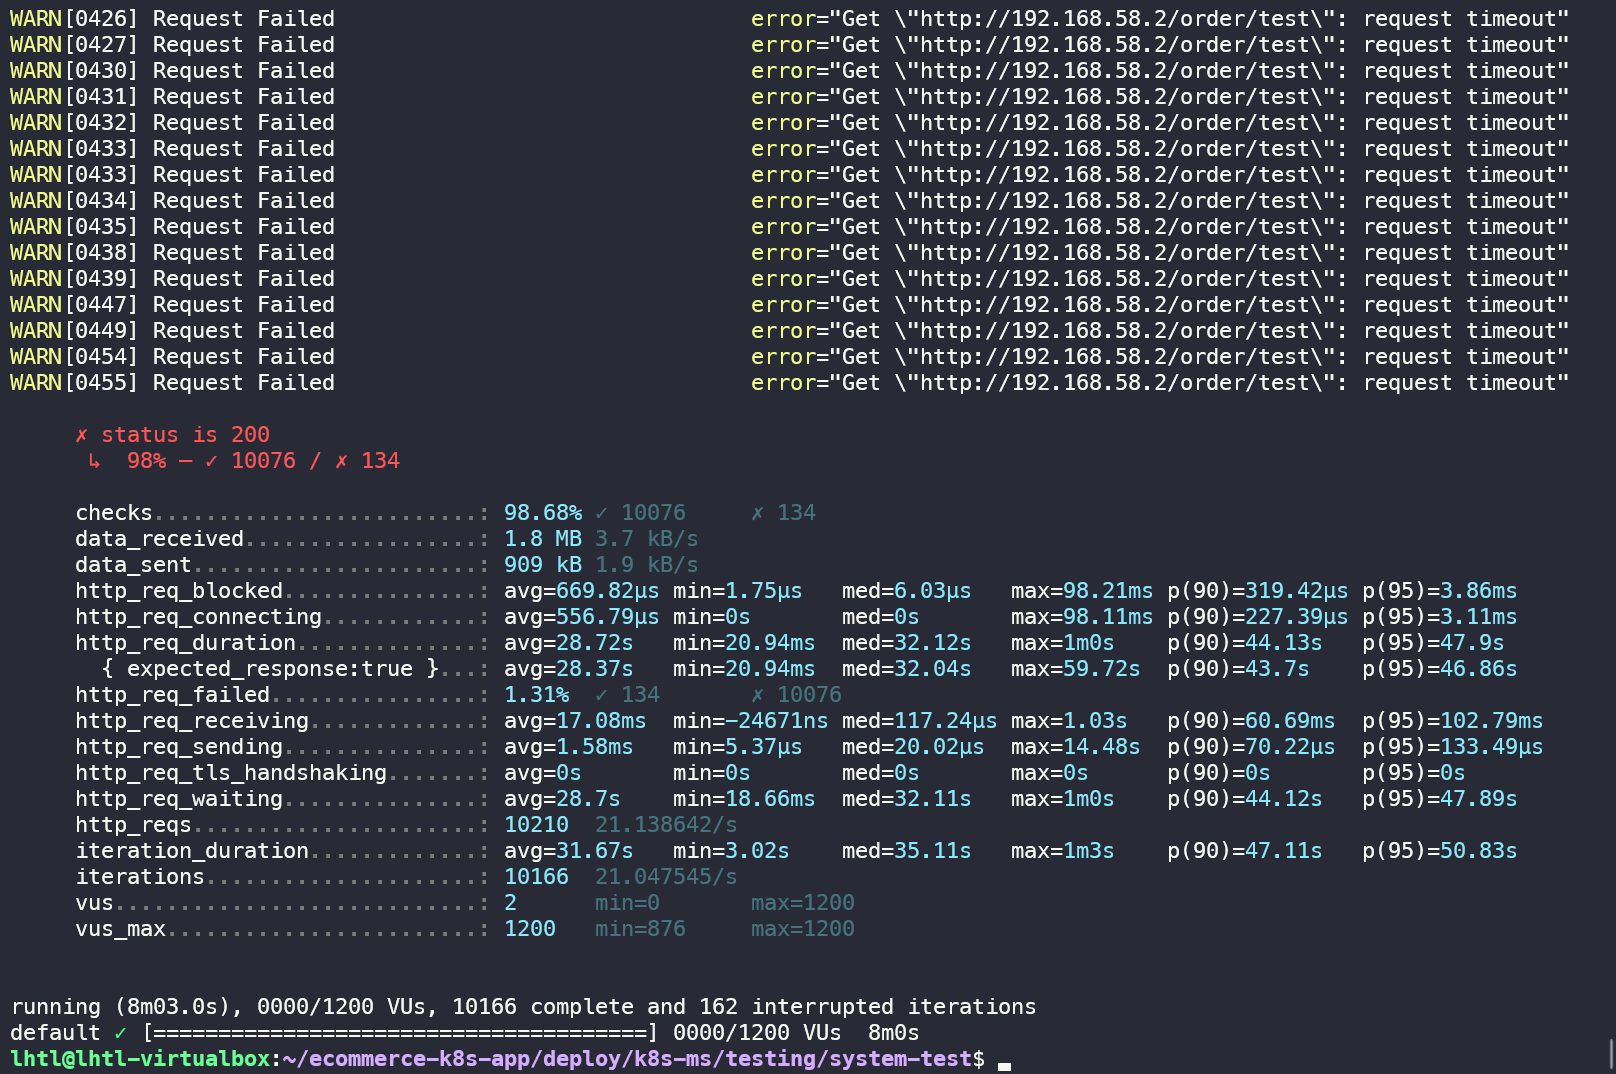 WARN[0426] Request Failed                                error="Get \"http://192.168.58.2/order/test\": request timeout"
WARN[0427] Request Failed                                error="Get \"http://192.168.58.2/order/test\": request timeout"
WARN[0430] Request Failed                                error="Get \"http://192.168.58.2/order/test\": request timeout"
WARN[0431] Request Failed                                error="Get \"http://192.168.58.2/order/test\": request timeout"
WARN[0432] Request Failed                                error="Get \"http://192.168.58.2/order/test\": request timeout"
WARN[0433] Request Failed                                error="Get \"http://192.168.58.2/order/test\": request timeout"
WARN[0433] Request Failed                                error="Get \"http://192.168.58.2/order/test\": request timeout"
WARN[0434] Request Failed                                error="Get \"http://192.168.58.2/order/test\": request timeout"
WARN[0435] Request Failed                                error="Get \"http://192.168.58.2/order/test\": request timeout"
WARN[0438] Request Failed                                error="Get \"http://192.168.58.2/order/test\": request timeout"
WARN[0439] Request Failed                                error="Get \"http://192.168.58.2/order/test\": request timeout"
WARN[0447] Request Failed                                error="Get \"http://192.168.58.2/order/test\": request timeout"
WARN[0449] Request Failed                                error="Get \"http://192.168.58.2/order/test\": request timeout"
WARN[0454] Request Failed                                error="Get \"http://192.168.58.2/order/test\": request timeout"
WARN[0455] Request Failed                                error="Get \"http://192.168.58.2/order/test\": request timeout"
✗ status is 200
↳  98% — ✓ 10076 / ✗ 134
checks.........................: 98.68% ✓ 10076     ✗ 134
data_received..................: 1.8 MB 3.7 kB/s
data_sent......................: 909 kB 1.9 kB/s
http_req_blocked...............: avg=669.82µs min=1.75µs   med=6.03µs   max=98.21ms p(90)=319.42µs p(95)=3.86ms
http_req_connecting............: avg=556.79µs min=0s       med=0s       max=98.11ms p(90)=227.39µs p(95)=3.11ms
http_req_duration..............: avg=28.72s   min=20.94ms  med=32.12s   max=1m0s    p(90)=44.13s   p(95)=47.9s
{ expected_response:true }...: avg=28.37s   min=20.94ms  med=32.04s   max=59.72s  p(90)=43.7s    p(95)=46.86s
http_req_failed................: 1.31%  ✓ 134       ✗ 10076
http_req_receiving.............: avg=17.08ms  min=-24671ns med=117.24µs max=1.03s   p(90)=60.69ms  p(95)=102.79ms
http_req_sending...............: avg=1.58ms   min=5.37µs   med=20.02µs  max=14.48s  p(90)=70.22µs  p(95)=133.49µs
http_req_tls_handshaking.......: avg=0s       min=0s       med=0s       max=0s      p(90)=0s       p(95)=0s
http_req_waiting...............: avg=28.7s    min=18.66ms  med=32.11s   max=1m0s    p(90)=44.12s   p(95)=47.89s
http_reqs......................: 10210  21.138642/s
iteration_duration.............: avg=31.67s   min=3.02s    med=35.11s   max=1m3s    p(90)=47.11s   p(95)=50.83s
iterations.....................: 10166  21.047545/s
vus............................: 2      min=0       max=1200
vus_max........................: 1200   min=876     max=1200
running (8m03.0s), 0000/1200 VUs, 10166 complete and 162 interrupted iterations
default ✓ [======================================] 0000/1200 VUs  8m0s
lhtl@lhtl-virtualbox:~/ecommerce-k8s-app/deploy/k8s-ms/testing/system-test$